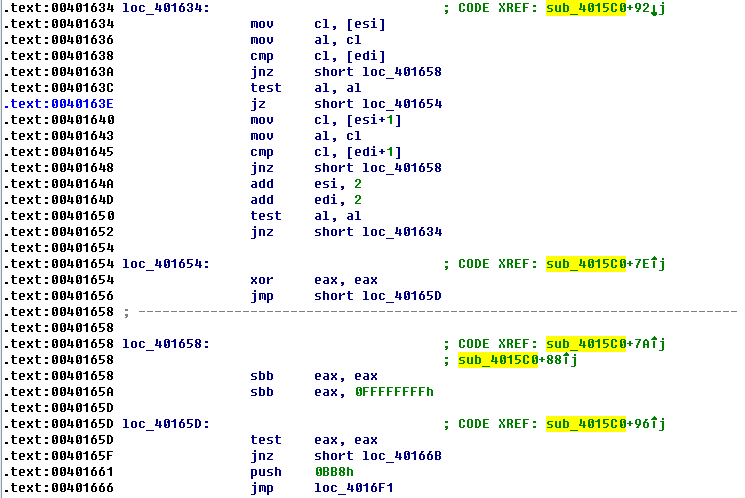 .text:00401634 loc_401634: ; CODE XREF: sub_4015C0+92↓j
.text:00401634 mov cl, [esi]
.text:00401636 mov al, cl
.text:00401638 cmp cl, [edi]
.text:0040163A jnz short loc_401658
.text:0040163C test al, al
.text:0040163E jz short loc_401654
.text:00401640 mov cl, [esi+1]
.text:00401643 mov al, cl
.text:00401645 cmp cl, [edi+1]
.text:00401648 jnz short loc_401658
.text:0040164A add esi, 2
.text:0040164D add edi, 2
.text:00401650 test al, al
.text:00401652 jnz short loc_401634
.text:00401654
.text:00401654 loc_401654: ; CODE XREF: sub_4015C0+7E↑j
.text:00401654 xor eax, eax
.text:00401656 jmp short loc_40165D
.text:00401658 ; ---------------------------------------------------------------------------
.text:00401658
.text:00401658 loc_401658: ; CODE XREF: sub_4015C0+7A↑j
.text:00401658 ; sub_4015C0+88↑j
.text:00401658 sbb eax, eax
.text:0040165A sbb eax, 0FFFFFFFFh
.text:0040165D
.text:0040165D loc_40165D: ; CODE XREF: sub_4015C0+96↑j
.text:0040165D test eax, eax
.text:0040165F jnz short loc_40166B
.text:00401661 push 0BB8h
.text:00401666 jmp loc_4016F1